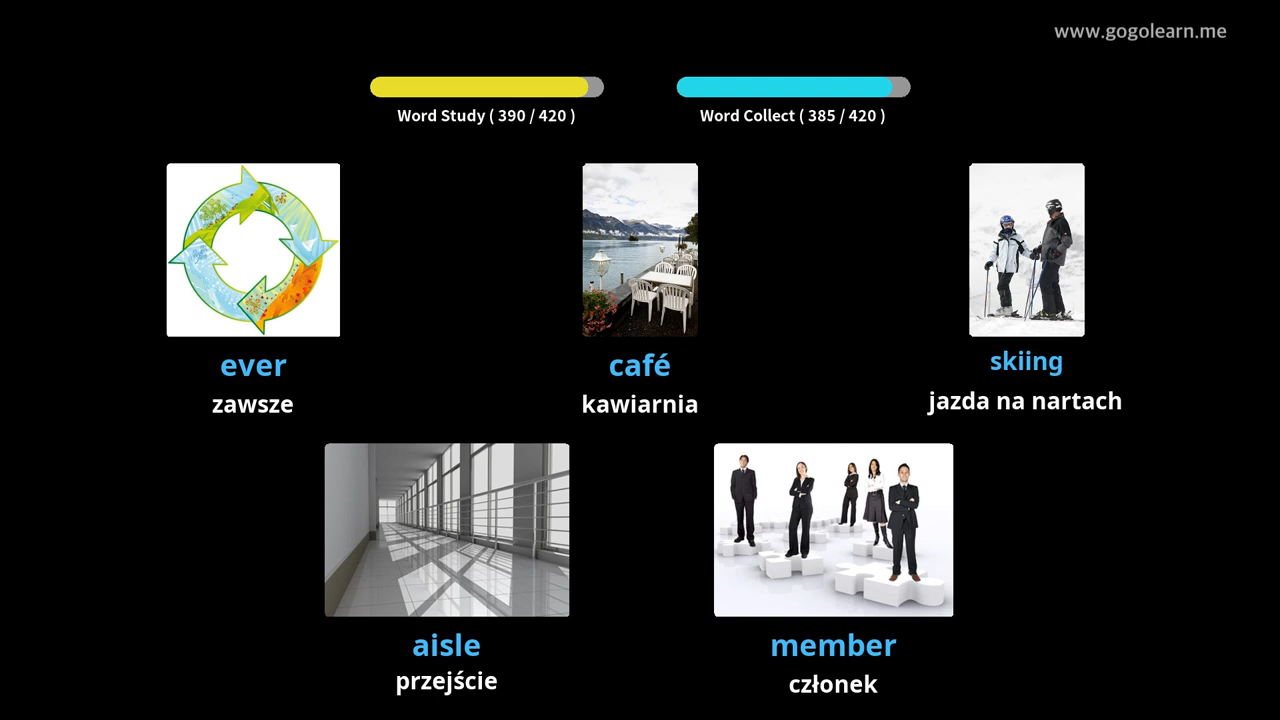 www.gogolearn.me
Word Study ( 390 / 420 )
Word Collect ( 385 / 420 )
ever
zawsze
café
kawiarnia
skiing
jazda na nartach
aisle
przejście
member
członek